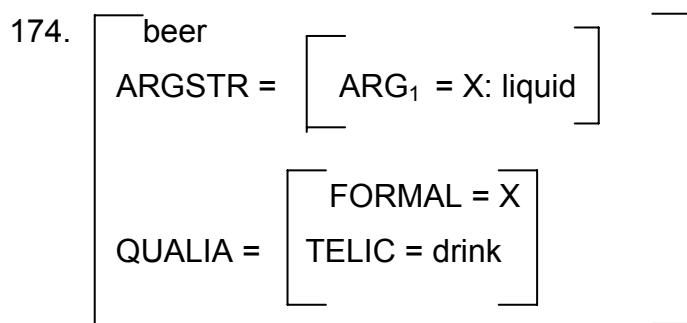 174. beer
ARGSTR = ARG₁ = X: liquid
FORMAL = X
QUALIA = TELIC = drink